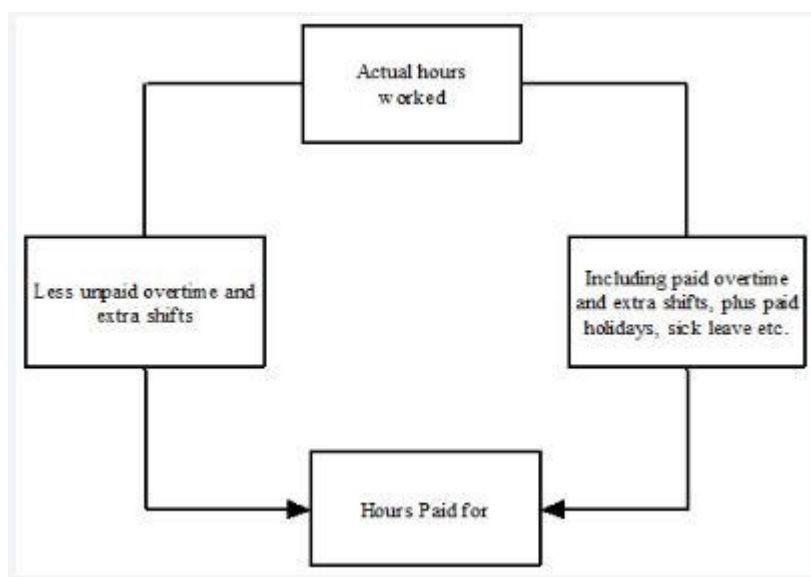 Actual hours
worked
Less unpaid overtime and
extra shifts
Including paid overtime
and extra shifts, plus paid
holidays, sick leave etc.
Hours Paid for